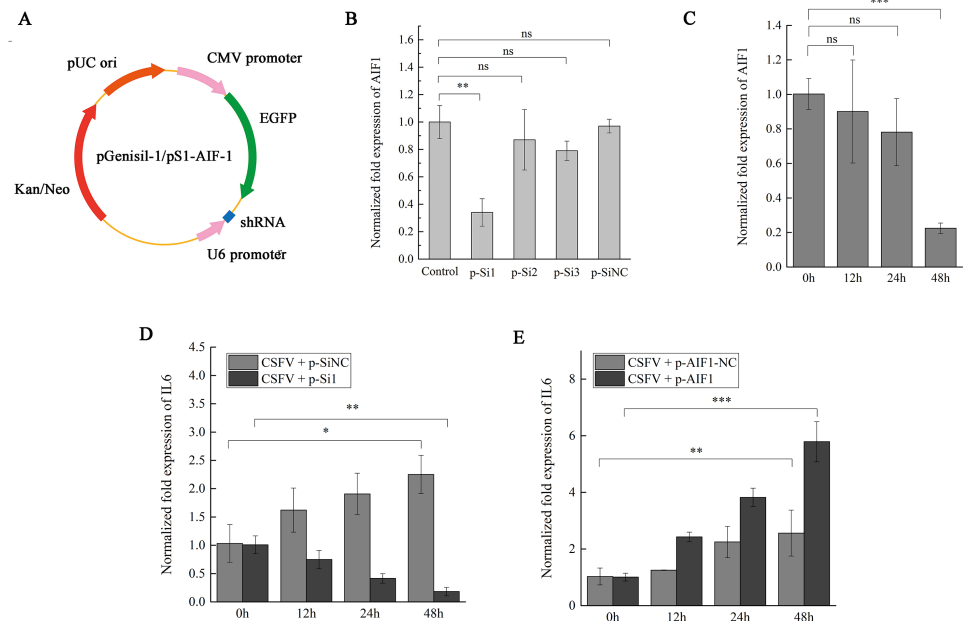 A
pUC ori
CMV promoter
EGFP
pGenisil-1/pS1-AIF-1
Kan/Neo
shRNA
U6 promoter
B
Normalized fold expression of AIF1
1.6
1.4
1.2
1.0
0.8
0.6
0.4
0.2
0.0
ns
ns
ns
**
Control
p-Si1
p-Si2
p-Si3
p-SiNC
C
Normalized fold expression of AIF1
1.4
1.2
1.0
0.8
0.6
0.4
0.2
0.0
***
ns
ns
0h
12h
24h
48h
D
Normalized fold expression of IL6
4.5
4.0
3.5
3.0
2.5
2.0
1.5
1.0
0.5
0.0
CSFV + p-SiNC
CSFV + p-Si1
**
*
0h
12h
24h
48h
E
Normalized fold expression of IL6
8
6
4
2
0
CSFV + p-AIF1-NC
CSFV + p-AIF1
***
**
0h
12h
24h
48h